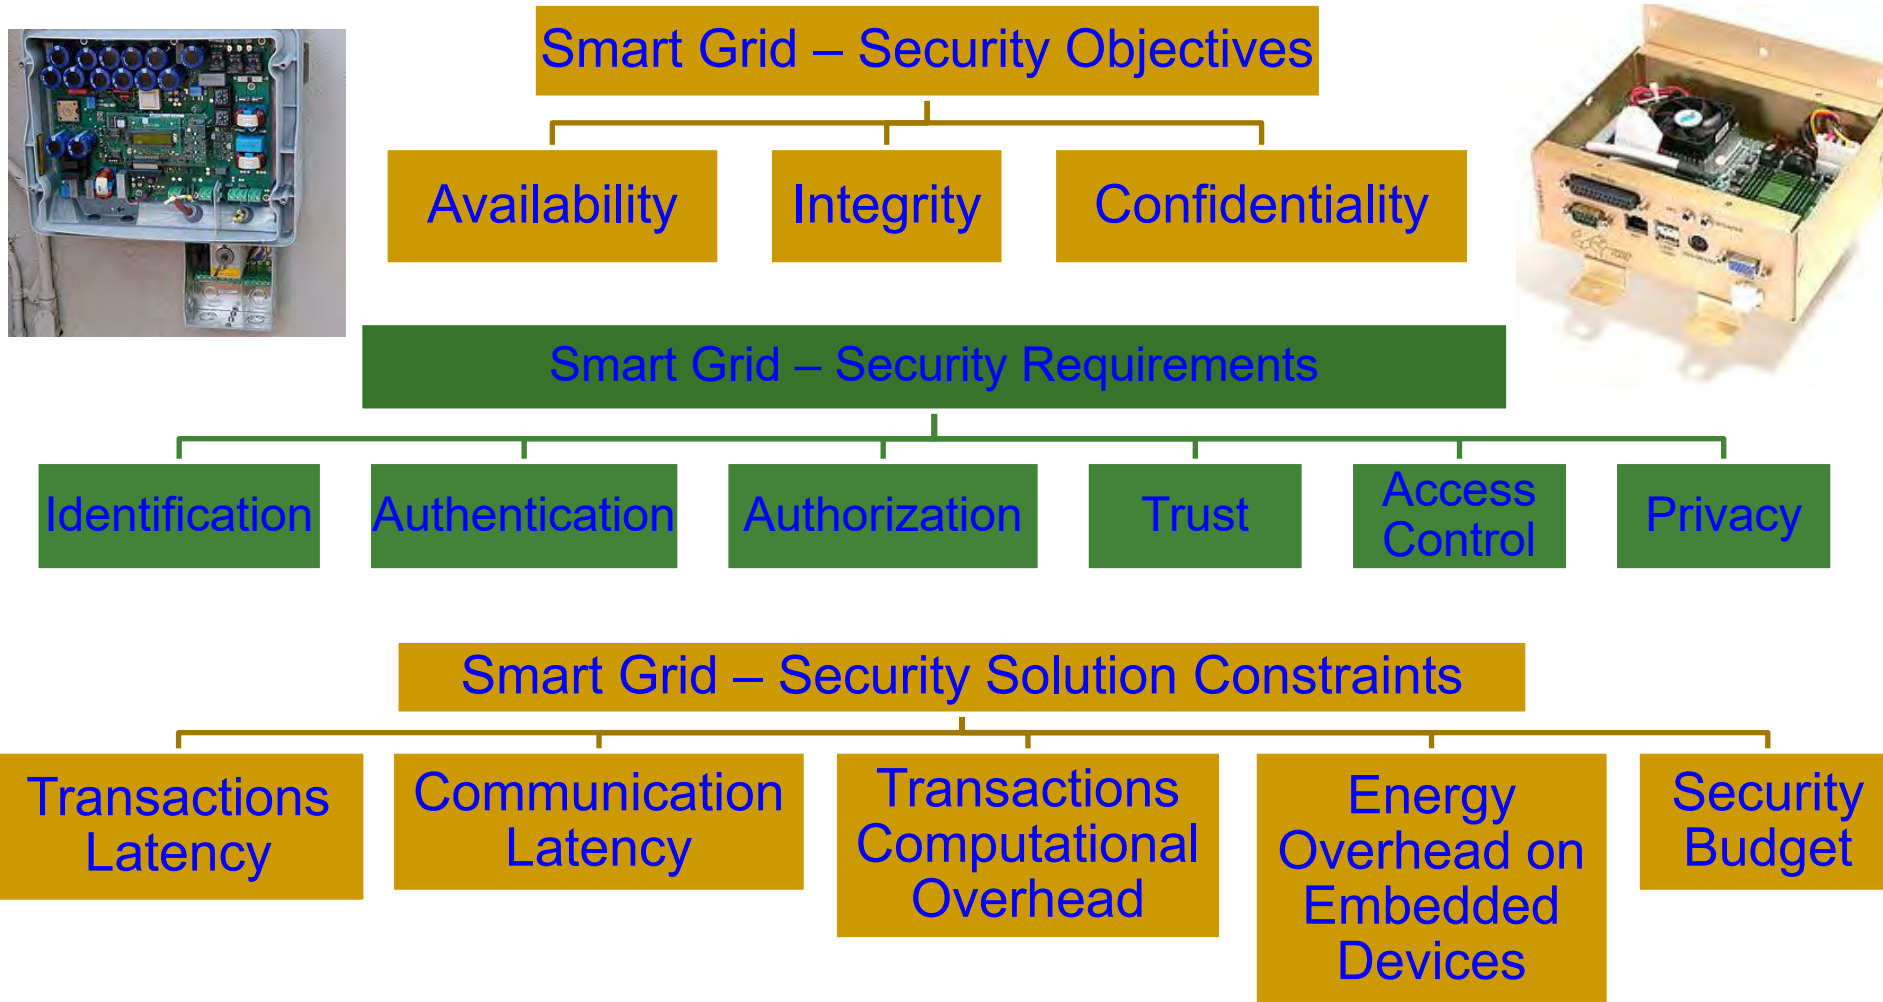 Smart Grid – Security Objectives
Availability
Integrity
Confidentiality
Smart Grid – Security Requirements
Identification
Authentication
Authorization
Trust
Access
Control
Privacy
Smart Grid – Security Solution Constraints
Transactions
Latency
Communication
Latency
Transactions
Computational
Overhead
Energy
Overhead on
Embedded
Devices
Security
Budget